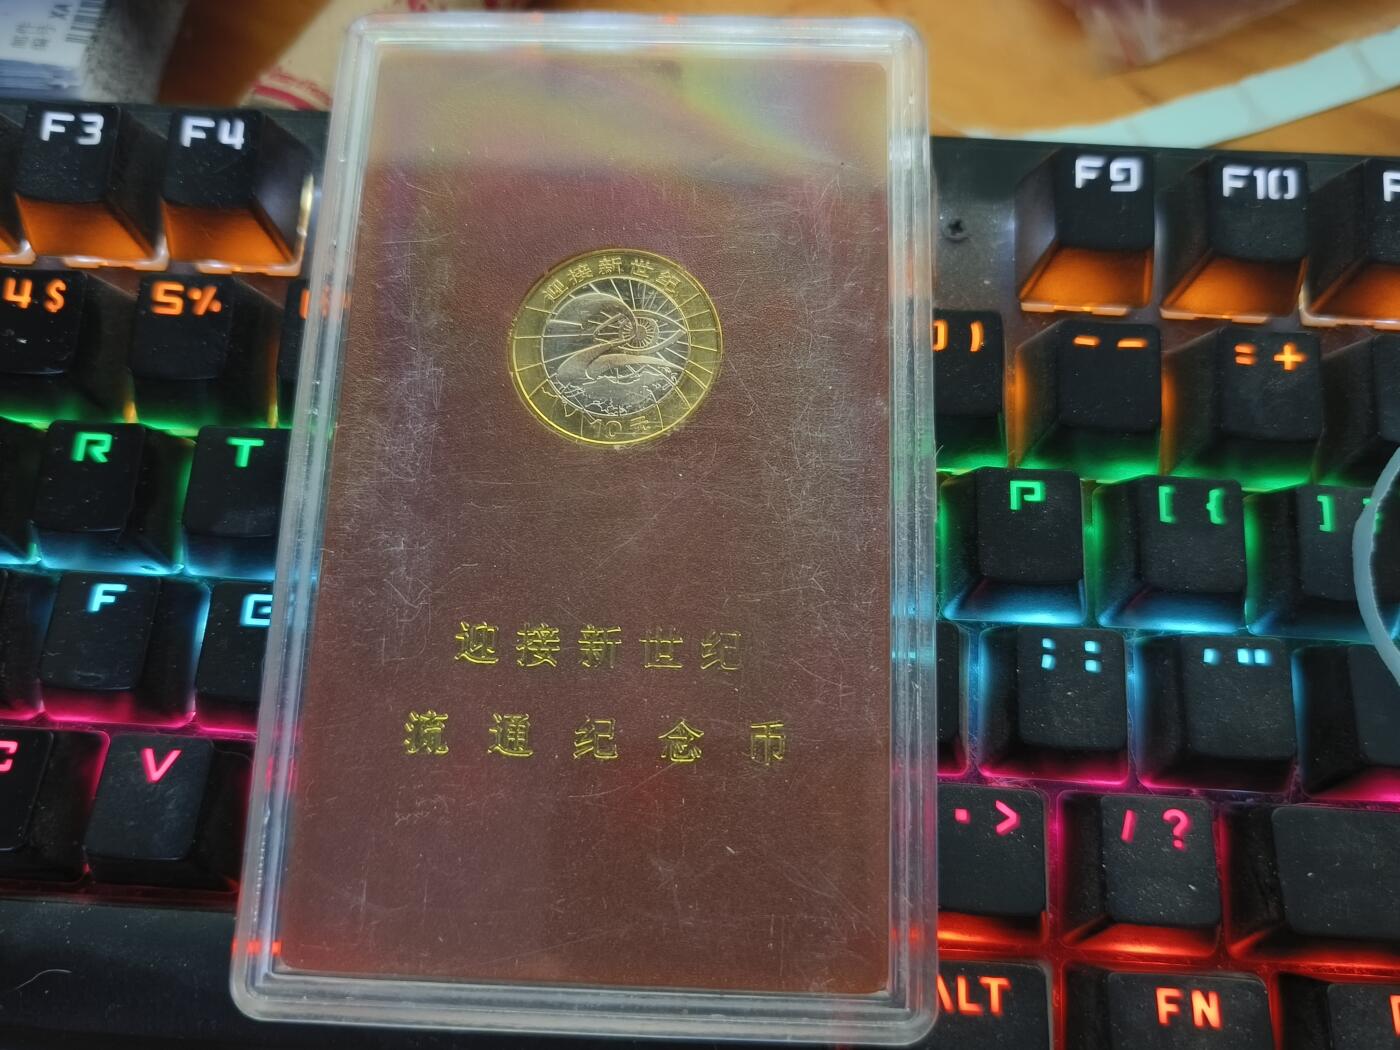 XA
F3
F4
F9
F10
4 $
5 %
)
- -
= +
R
T
P
[ {
]
F
G
; :
' "
C
V
. >
/ ?
ALT
FN
迎接新世纪
10元
迎接新世纪
流通纪念币